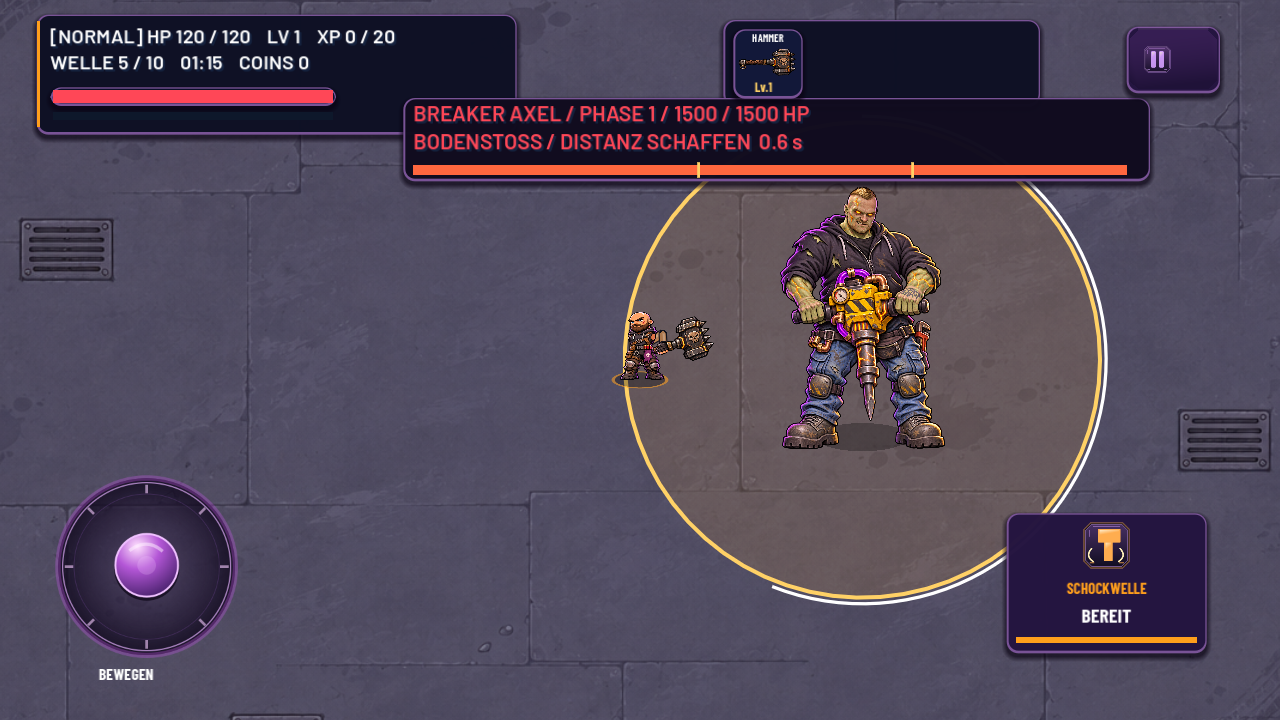 [NORMAL] HP 120 / 120 LV 1 XP 0 / 20
WELLE 5 / 10 01:15 COINS 0
HAMMER
Lv.1
BREAKER AXEL / PHASE 1 / 1500 / 1500 HP
BODENSTOSS / DISTANZ SCHAFFEN 0.6 s
SCHOCKWELLE
BEREIT
BEWEGEN